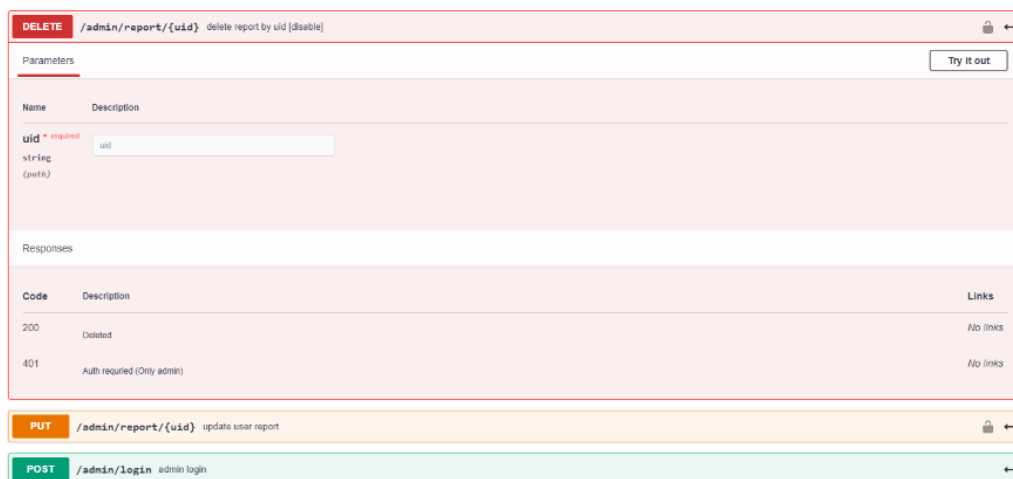 DELETE /admin/report/{uid} delete report by uid [disable]
Parameters Try it out
Name Description
uid * required uid
string
(path)
Responses
Code Description Links
200 Deleted No links
401 Auth requried (Only admin) No links
PUT /admin/report/{uid} update user report
POST /admin/login admin login